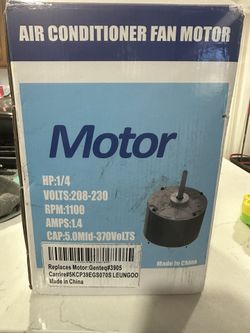 AIR CONDITIONER FAN MOTOR
Motor
HP:1/4
VOLTS:208-230
RPM:1100
AMPS:1.4
CAP:5.0Mfd-370VoLTS
Made in China
Replaces Motor:Genteq#3905
Carrire#5KCP39EGS070S LEUNGOO
Made in China